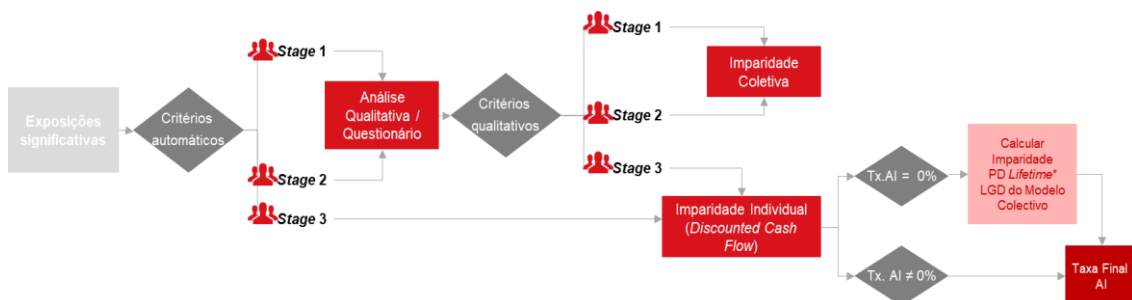 Exposições
significativas
Critérios
automáticos
Stage 1
Stage 2
Stage 3
Análise
Qualitativa /
Questionário
Critérios
qualitativos
Stage 1
Stage 2
Stage 3
Imparidade
Coletiva
Imparidade Individual
(Discounted Cash
Flow)
Tx.AI = 0%
Tx. AI ≠ 0%
Calcular
Imparidade
PD Lifetime*
LGD do Modelo
Colectivo
Taxa Final
AI